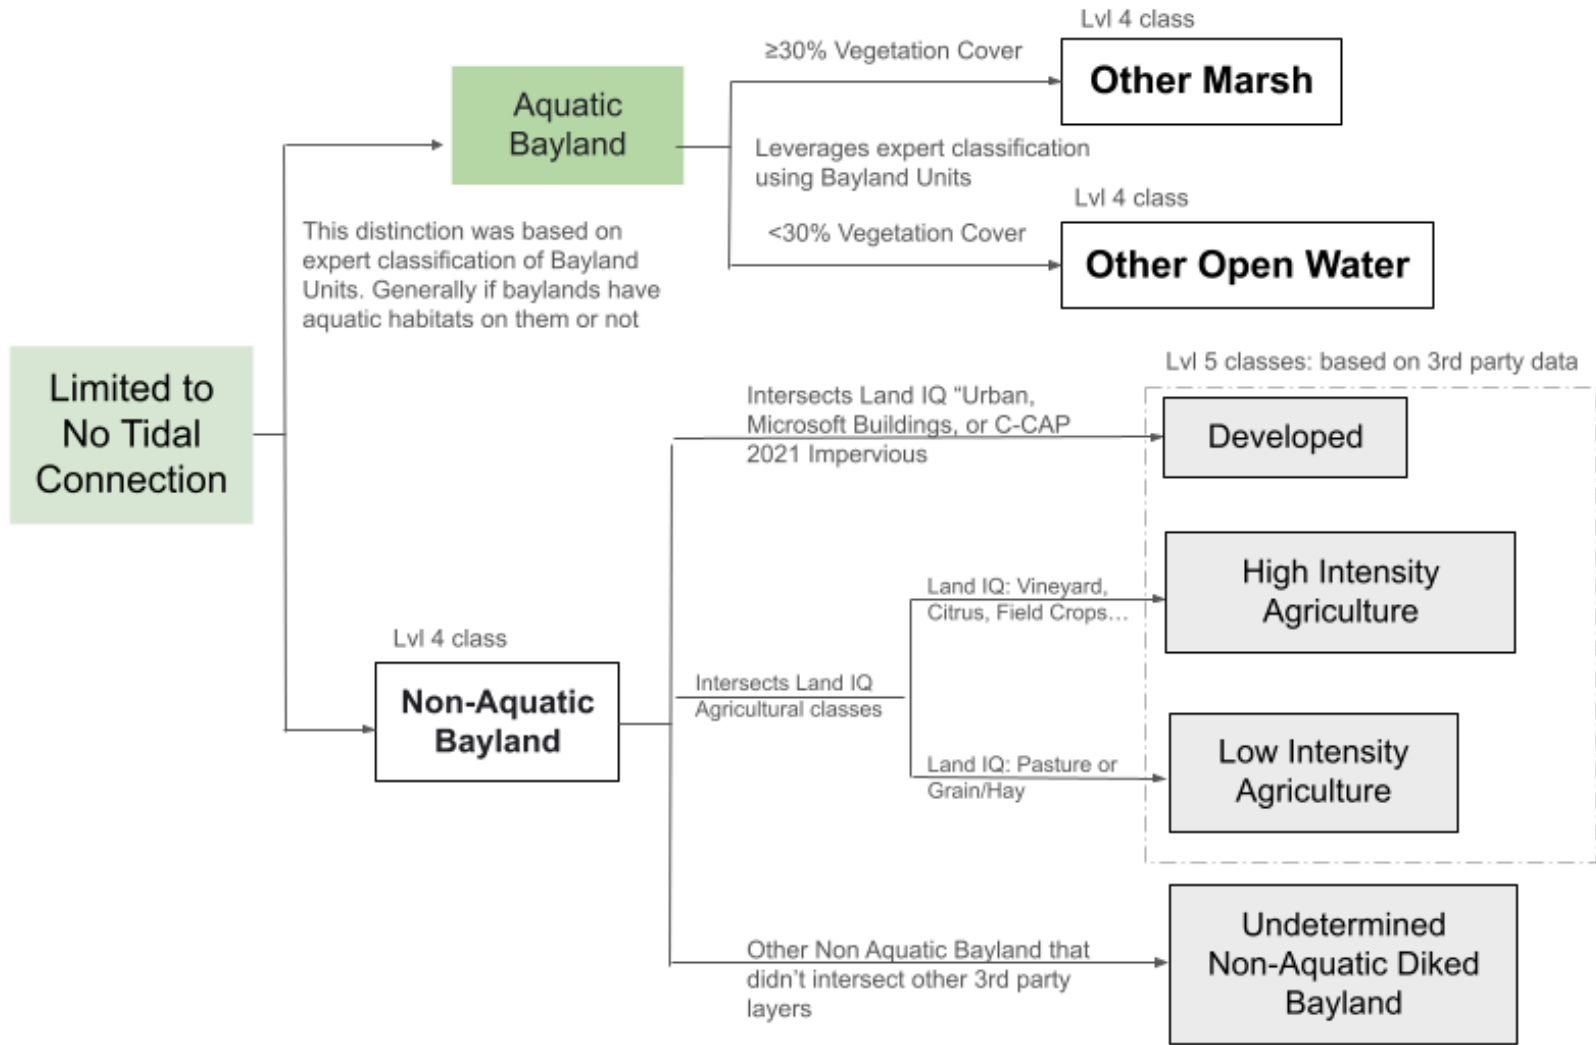 Lvl 4 class
≥30% Vegetation Cover
Other Marsh
Aquatic
Bayland
Leverages expert classification
using Bayland Units
Lvl 4 class
<30% Vegetation Cover
Other Open Water
This distinction was based on
expert classification of Bayland
Units. Generally if baylands have
aquatic habitats on them or not
Limited to
No Tidal
Connection
Lvl 5 classes: based on 3rd party data
Intersects Land IQ “Urban,
Microsoft Buildings, or C-CAP
2021 Impervious
Developed
Land IQ: Vineyard,
Citrus, Field Crops…
High Intensity
Agriculture
Lvl 4 class
Non-Aquatic
Bayland
Intersects Land IQ
Agricultural classes
Land IQ: Pasture or
Grain/Hay
Low Intensity
Agriculture
Other Non Aquatic Bayland that
didn’t intersect other 3rd party
layers
Undetermined
Non-Aquatic Diked
Bayland